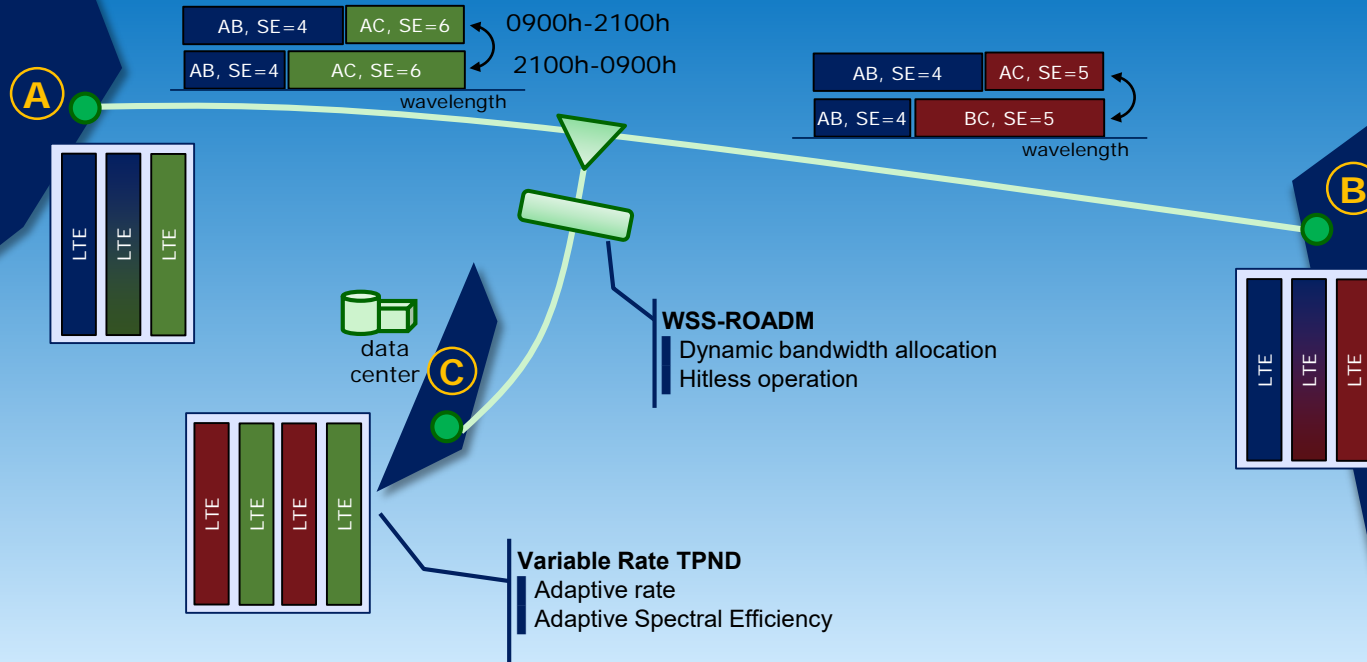 AB, SE=4 AC, SE=6 0900h-2100h
AB, SE=4 AC, SE=6 2100h-0900h
wavelength
AB, SE=4 AC, SE=5
AB, SE=4 BC, SE=5
wavelength
A
B
LTE LTE LTE
LTE LTE LTE
data
center
C
WSS-ROADM
Dynamic bandwidth allocation
Hitless operation
LTE LTE LTE LTE
Variable Rate TPND
Adaptive rate
Adaptive Spectral Efficiency